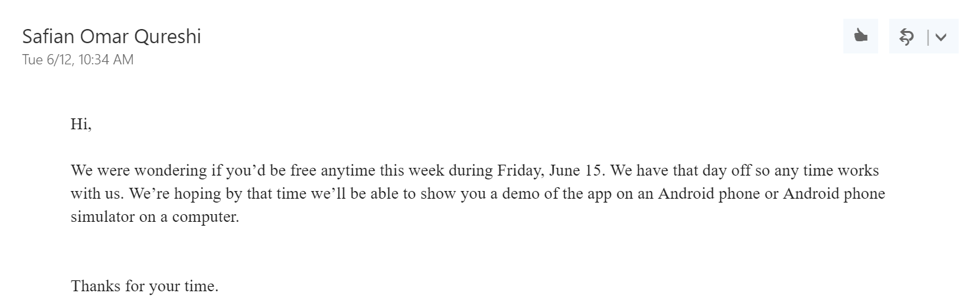 Safian Omar Qureshi
Tue 6/12, 10:34 AM
Hi,
We were wondering if you’d be free anytime this week during Friday, June 15. We have that day off so any time works
with us. We’re hoping by that time we’ll be able to show you a demo of the app on an Android phone or Android phone
simulator on a computer.
Thanks for your time.